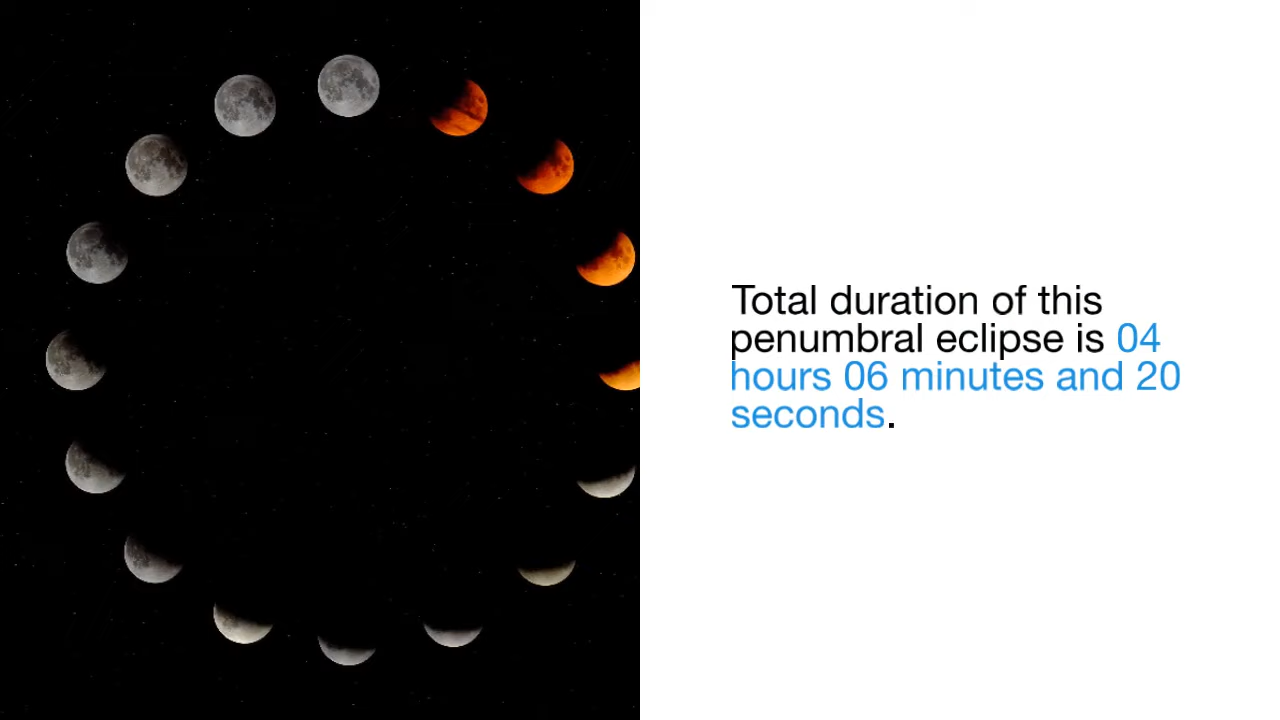 Total duration of this
penumbral eclipse is 04
hours 06 minutes and 20
seconds.